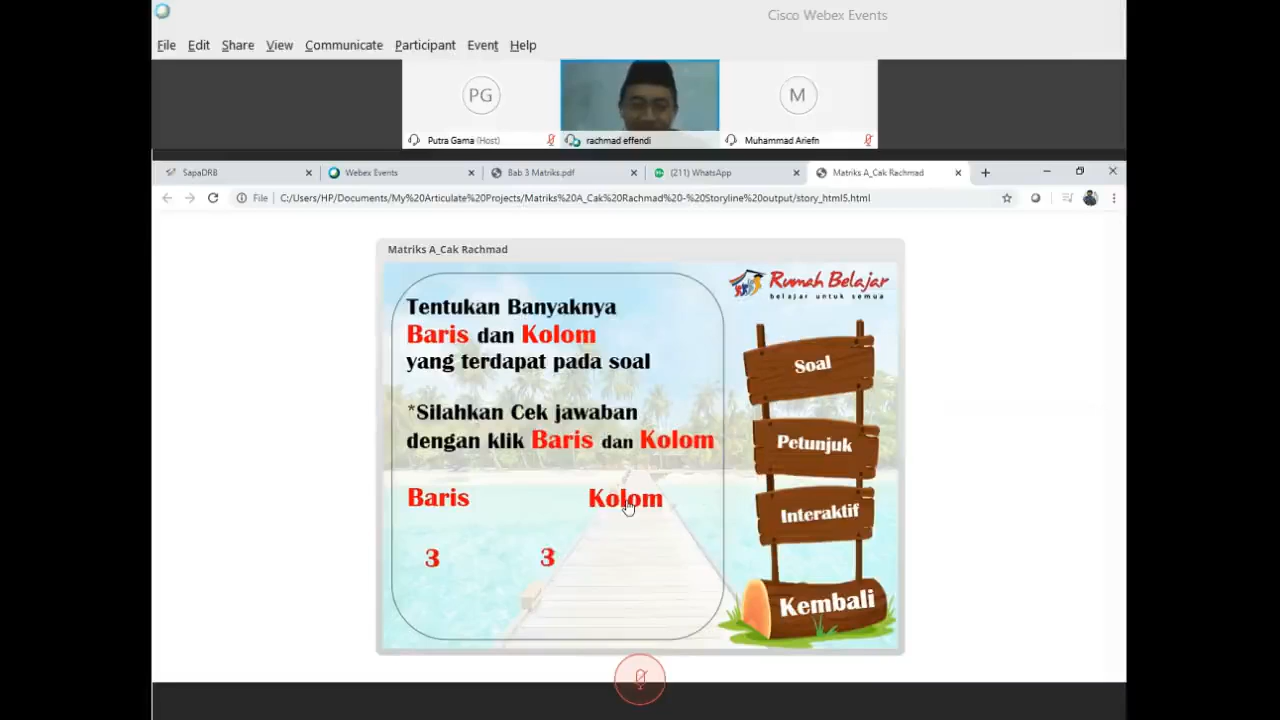 Cisco Webex Events
File Edit Share View Communicate Participant Event Help
PG
M
Putra Gama (Host)
rachmad effendi
Muhammad Ariefn
SapaDRB
Webex Events
Bab 3 Matriks.pdf
(211) WhatsApp
Matriks A_Cak Rachmad
File
C:/Users/HP/Documents/My%20Articulate%20Projects/Matriks%20A_Cak%20Rachmad%20-%20Storyline%20output/story_html5.html
Matriks A_Cak Rachmad
Tentukan Banyaknya
Baris dan Kolom
yang terdapat pada soal
*Silahkan Cek jawaban
dengan klik Baris dan Kolom
Baris Kolom
3 3
Rumah Belajar
belajar untuk semua
Soal
Petunjuk
Interaktif
Kembali